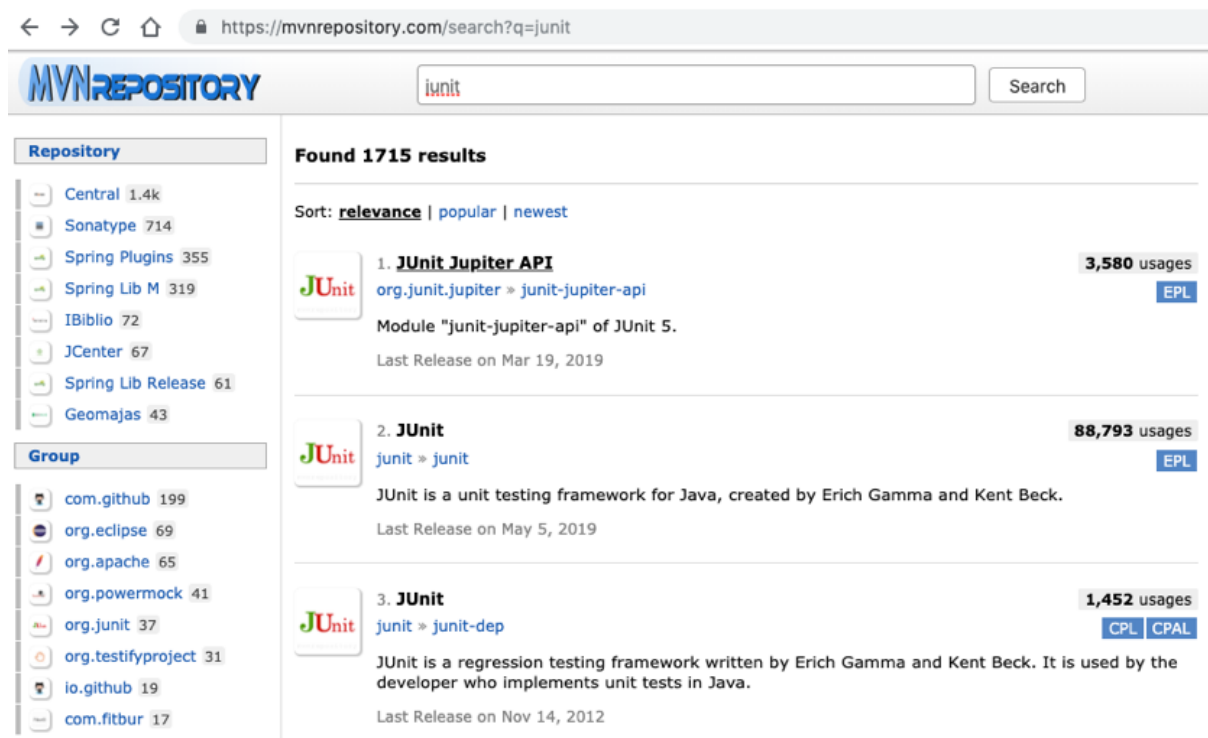 https://mvnrepository.com/search?q=junit
MVNREPOSITORY
junit
Search
Repository
Central 1.4k
Sonatype 714
Spring Plugins 355
Spring Lib M 319
IBiblio 72
JCenter 67
Spring Lib Release 61
Geomajas 43
Group
com.github 199
org.eclipse 69
org.apache 65
org.powermock 41
org.junit 37
org.testifyproject 31
io.github 19
com.fitbur 17
Found 1715 results
Sort: relevance | popular | newest
JUnit
1. JUnit Jupiter API
3,580 usages
org.junit.jupiter » junit-jupiter-api
EPL
Module "junit-jupiter-api" of JUnit 5.
Last Release on Mar 19, 2019
JUnit
2. JUnit
88,793 usages
junit » junit
EPL
JUnit is a unit testing framework for Java, created by Erich Gamma and Kent Beck.
Last Release on May 5, 2019
JUnit
3. JUnit
1,452 usages
junit » junit-dep
CPL CPAL
JUnit is a regression testing framework written by Erich Gamma and Kent Beck. It is used by the
developer who implements unit tests in Java.
Last Release on Nov 14, 2012